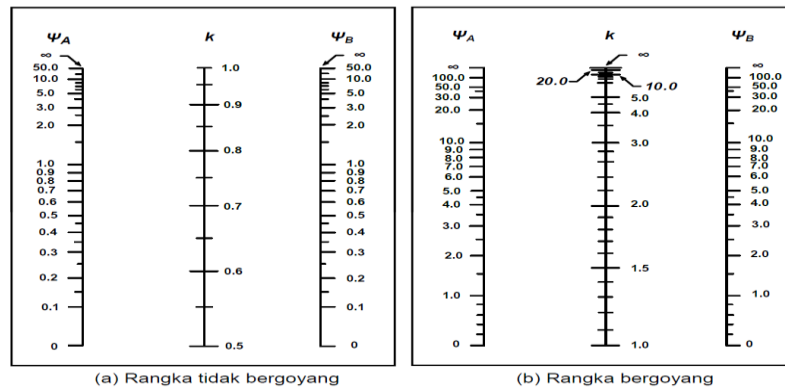 Ψ_A k Ψ_B
∞ ∞
50.0 1.0 50.0
10.0 10.0
5.0 0.9 5.0
3.0 3.0
2.0 2.0
0.8
1.0 1.0
0.9 0.9
0.8 0.8
0.7 0.7 0.7
0.6 0.6
0.5 0.5
0.4 0.4
0.3 0.3
0.6
0.2 0.2
0.1 0.1
0 0.5 0
(a) Rangka tidak bergoyang
Ψ_A k Ψ_B
∞ ∞ ∞
100.0 20.0 10.0 100.0
50.0 50.0
30.0 5.0 30.0
20.0 4.0 20.0
10.0 3.0 10.0
9.0 9.0
8.0 8.0
7.0 7.0
6.0 6.0
5.0 5.0
4.0 2.0 4.0
3.0 3.0
2.0 2.0
1.5
1.0 1.0
0 1.0 0
(b) Rangka bergoyang